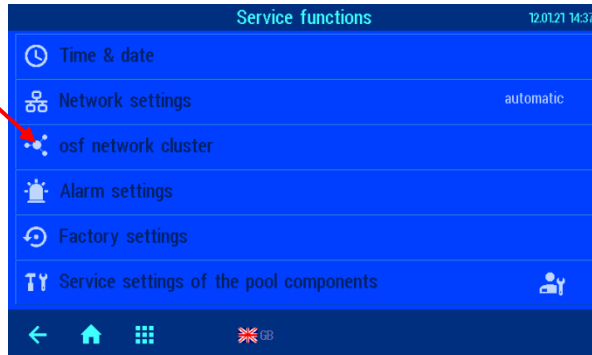 Service functions 12.01.21 14:37
Time & date
Network settings automatic
osf network cluster
Alarm settings
Factory settings
Service settings of the pool components
GB